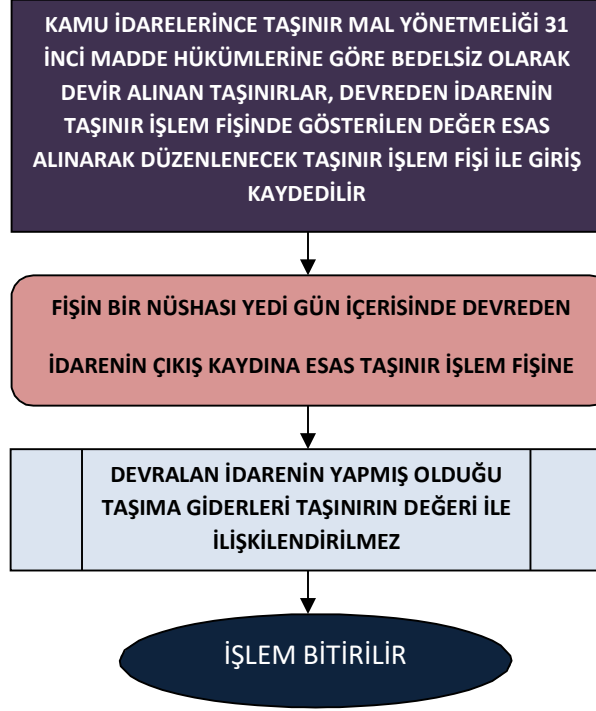 KAMU İDARELERİNCE TAŞINIR MAL YÖNETMELİĞİ 31
İNCİ MADDE HÜKÜMLERİNE GÖRE BEDELSİZ OLARAK
DEVİR ALINAN TAŞINIRLAR, DEVREDEN İDARENİN
TAŞINIR İŞLEM FİŞİNDE GÖSTERİLEN DEĞER ESAS
ALINARAK DÜZENLENECEK TAŞINIR İŞLEM FİŞİ İLE GİRİŞ
KAYDEDİLİR
FİŞİN BİR NÜSHASI YEDİ GÜN İÇERİSİNDE DEVREDEN
İDARENİN ÇIKIŞ KAYDINA ESAS TAŞINIR İŞLEM FİŞİNE
DEVRALAN İDARENİN YAPMIŞ OLDUĞU
TAŞIMA GİDERLERİ TAŞINIRIN DEĞERİ İLE
İLİŞKİLENDİRİLMEZ
İŞLEM BİTİRİLİR